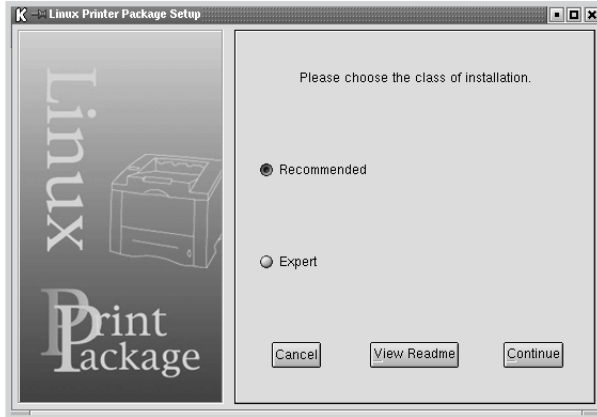 K Linux Printer Package Setup
Linux
Print
Package
Please choose the class of installation.
Recommended
Expert
Cancel
View Readme
Continue